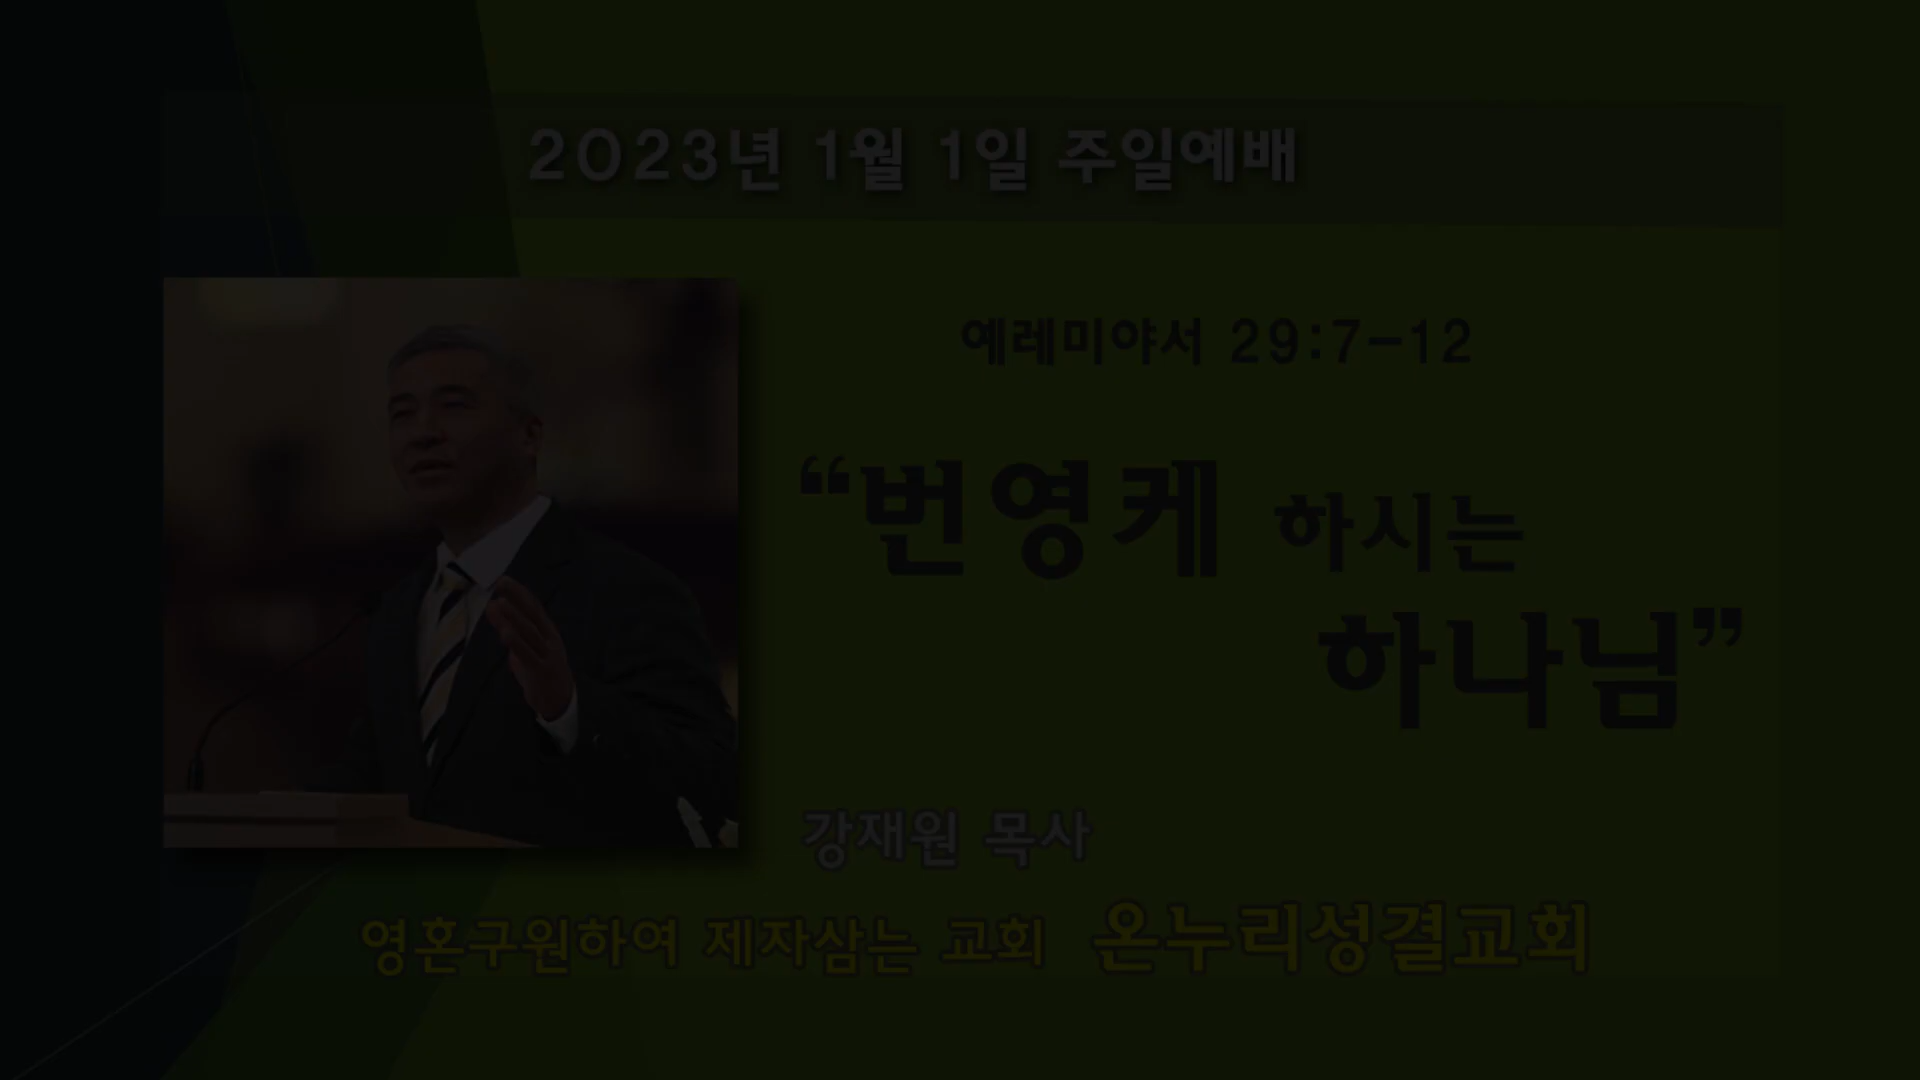 2023년 1월 1일 주일예배
예레미야서 29:7-12
“번영케 하시는
하나님”
강재원 목사
영혼구원하여 제자삼는 교회 온누리성결교회